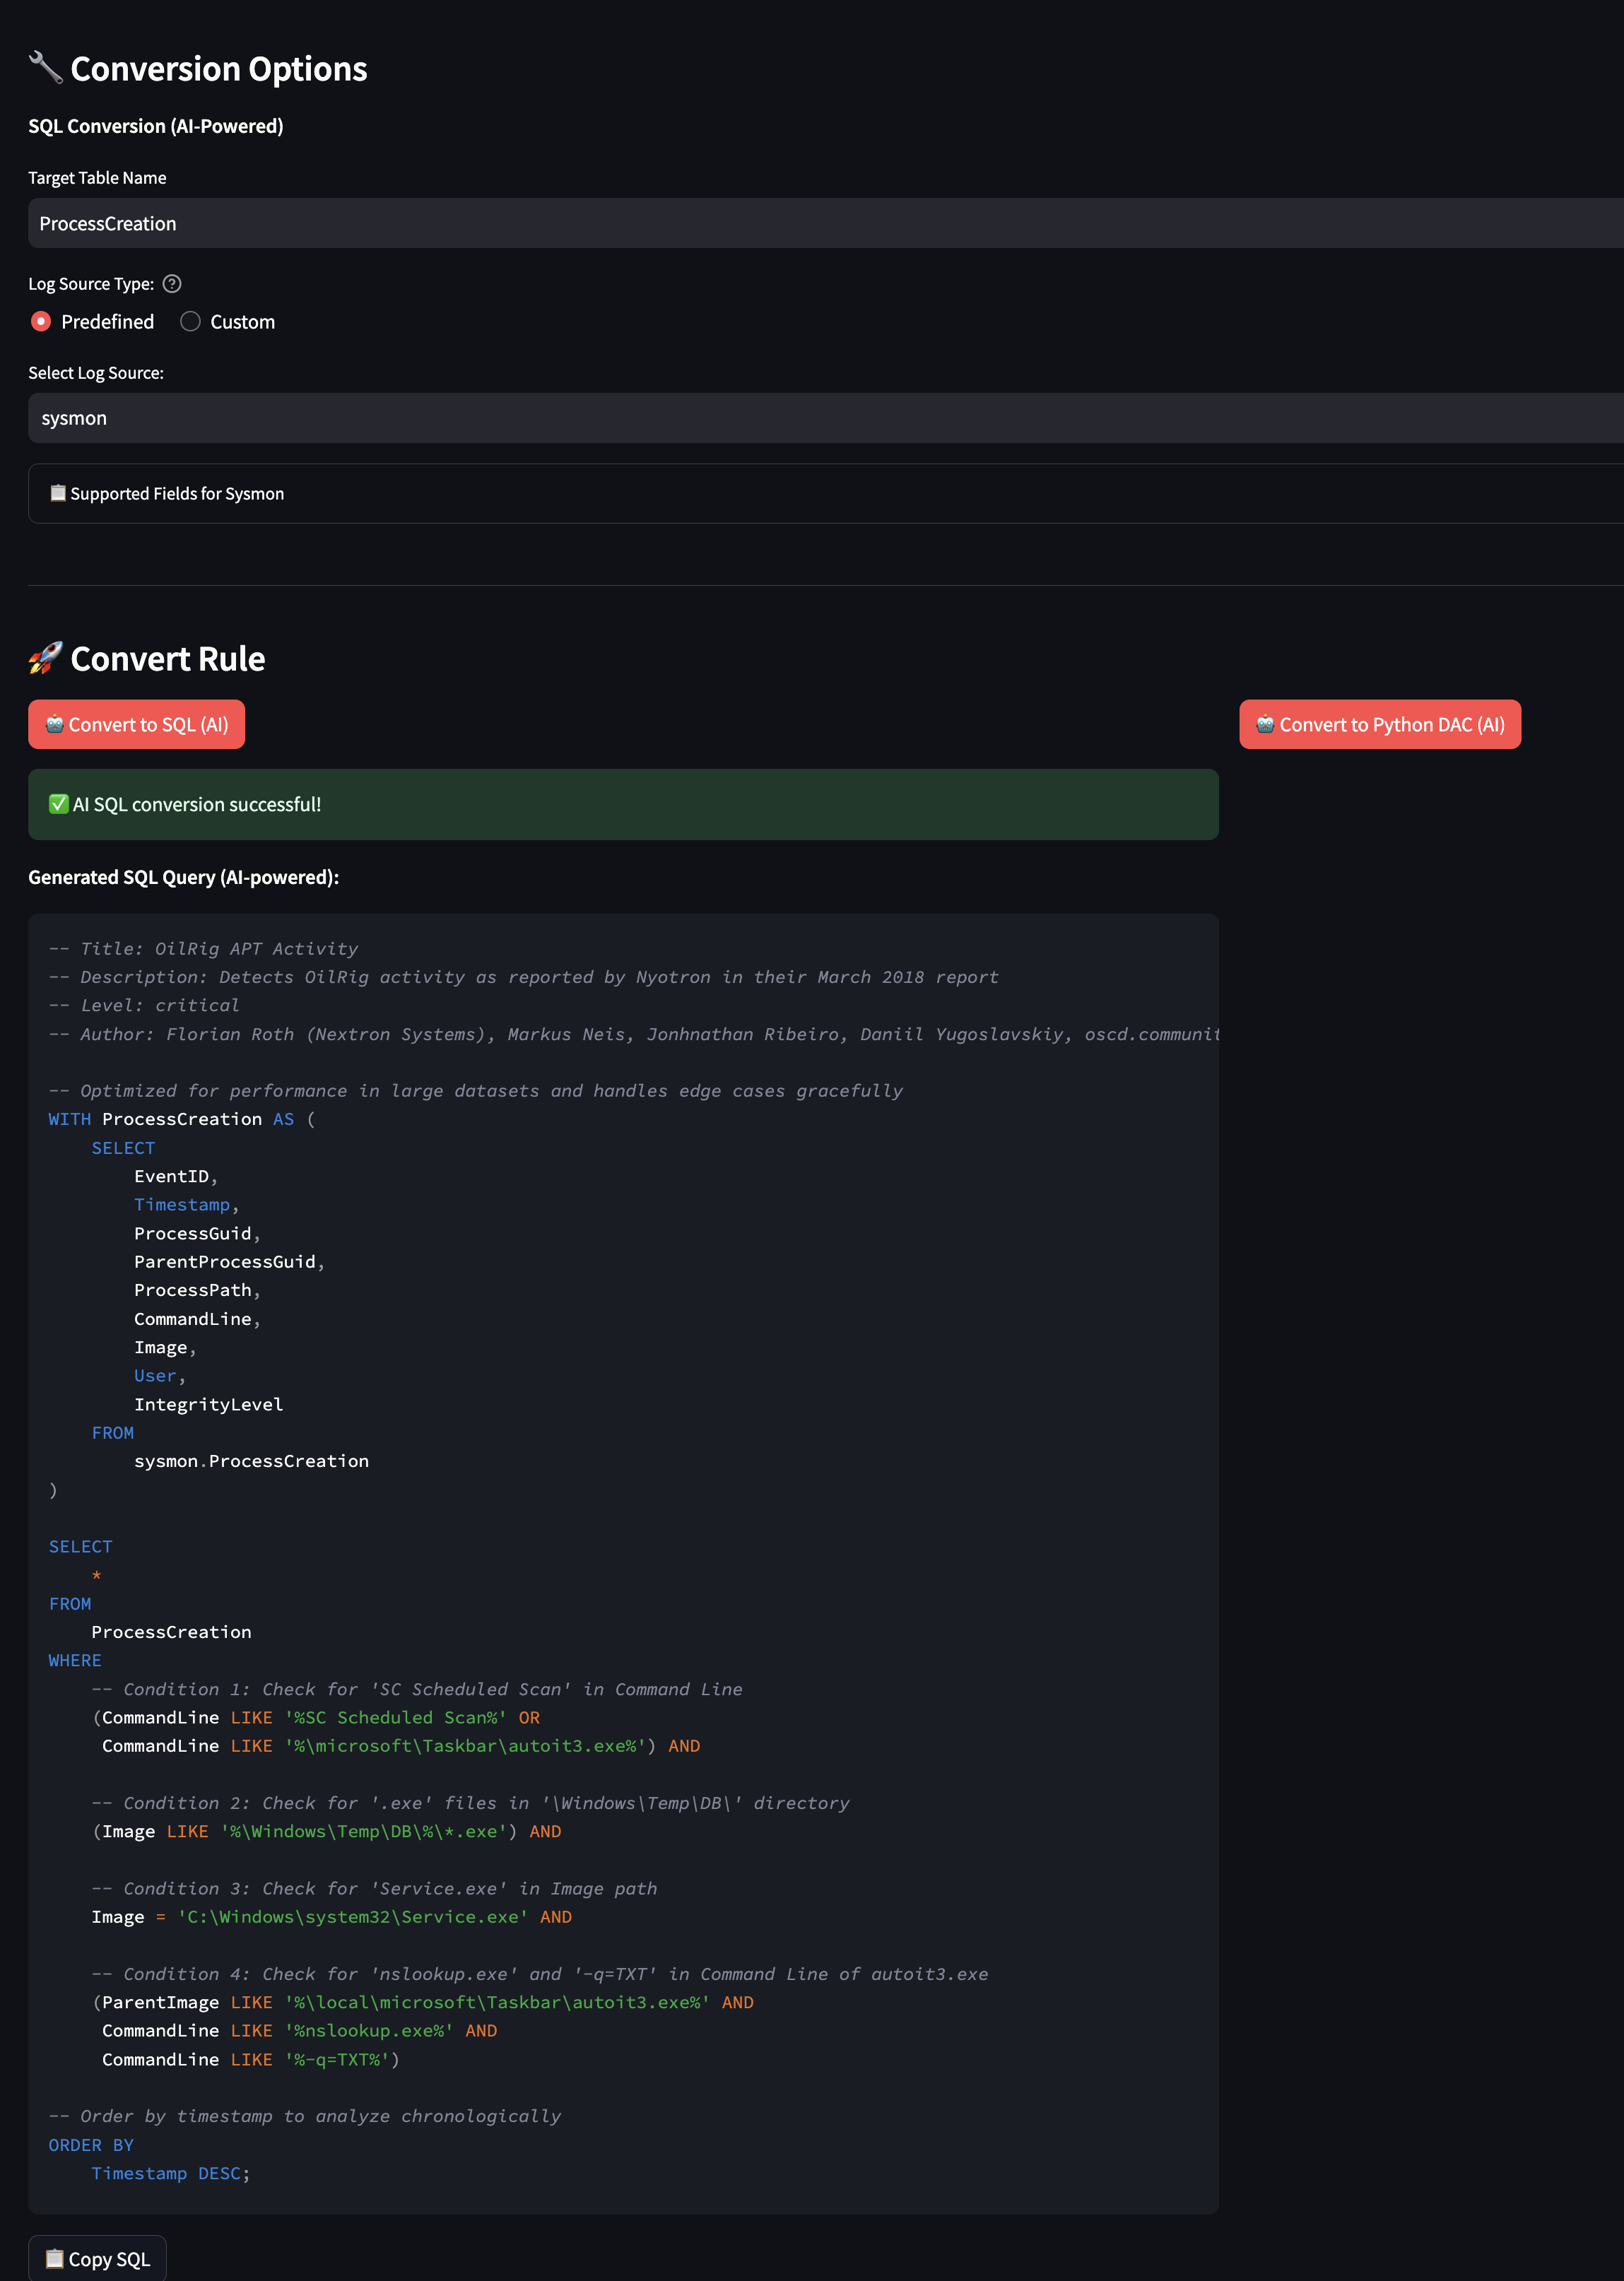 🔧 Conversion Options
SQL Conversion (AI-Powered)
Target Table Name
ProcessCreation
Log Source Type: ?
Predefined Custom
Select Log Source:
sysmon
📋 Supported Fields for Sysmon
🚀 Convert Rule
🤖 Convert to SQL (AI) 🤖 Convert to Python DAC (AI)
✅ AI SQL conversion successful!
Generated SQL Query (AI-powered):
-- Title: OilRig APT Activity
-- Description: Detects OilRig activity as reported by Nyotron in their March 2018 report
-- Level: critical
-- Author: Florian Roth (Nextron Systems), Markus Neis, Jonhnathan Ribeiro, Daniil Yugoslavskiy, oscd.communit
-- Optimized for performance in large datasets and handles edge cases gracefully
WITH ProcessCreation AS (
    SELECT
        EventID,
        Timestamp,
        ProcessGuid,
        ParentProcessGuid,
        ProcessPath,
        CommandLine,
        Image,
        User,
        IntegrityLevel
    FROM
        sysmon.ProcessCreation
)
SELECT
    *
FROM
    ProcessCreation
WHERE
    -- Condition 1: Check for 'SC Scheduled Scan' in Command Line
    (CommandLine LIKE '%SC Scheduled Scan%' OR
     CommandLine LIKE '%\microsoft\Taskbar\autoit3.exe%') AND
    -- Condition 2: Check for '.exe' files in '\Windows\Temp\DB\' directory
    (Image LIKE '%\Windows\Temp\DB\%\*.exe') AND
    -- Condition 3: Check for 'Service.exe' in Image path
    Image = 'C:\Windows\system32\Service.exe' AND
    -- Condition 4: Check for 'nslookup.exe' and '-q=TXT' in Command Line of autoit3.exe
    (ParentImage LIKE '%\local\microsoft\Taskbar\autoit3.exe%' AND
     CommandLine LIKE '%nslookup.exe%' AND
     CommandLine LIKE '%-q=TXT%')
-- Order by timestamp to analyze chronologically
ORDER BY
    Timestamp DESC;
📋 Copy SQL